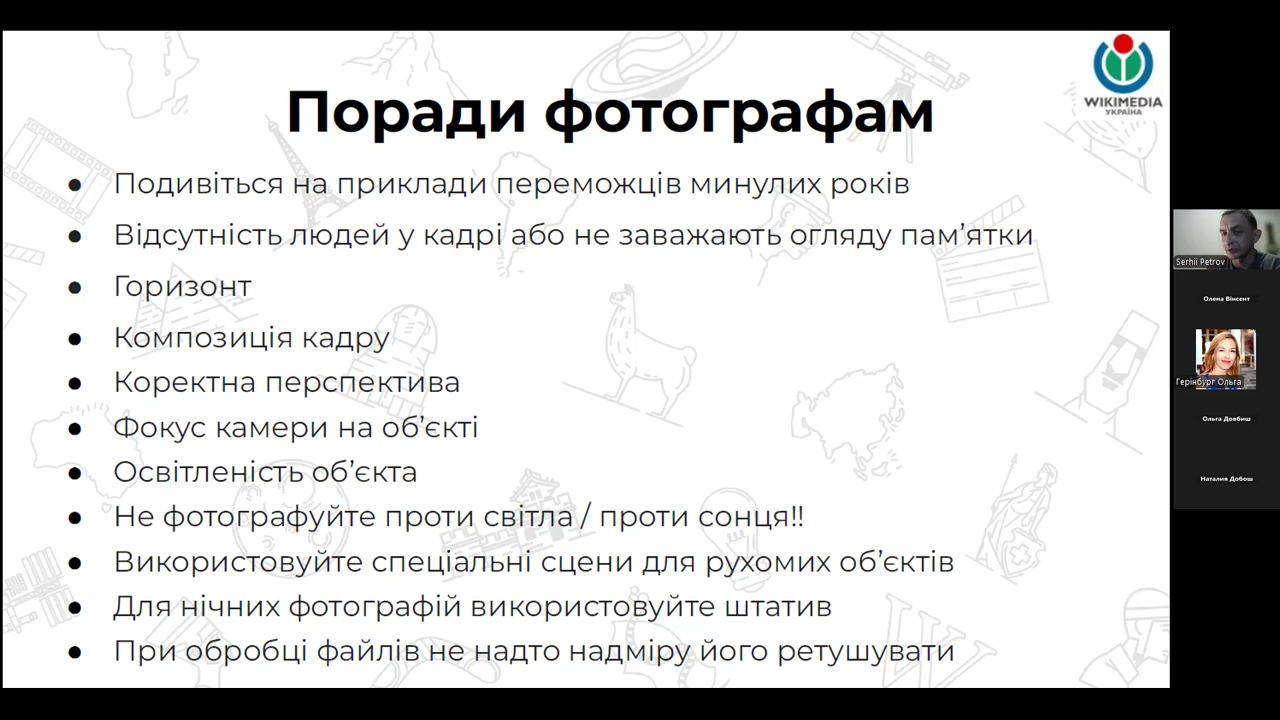 Поради фотографам
WIKIMEDIA
УКРАЇНА
● Подивіться на приклади переможців минулих років
● Відсутність людей у кадрі або не заважають огляду пам’ятки
● Горизонт
● Композиція кадру
● Коректна перспектива
● Фокус камери на об’єкті
● Освітленість об’єкта
● Не фотографуйте проти світла / проти сонця!!
● Використовуйте спеціальні сцени для рухомих об’єктів
● Для нічних фотографій використовуйте штатив
● При обробці файлів не надто надміру його ретушувати
Serhii Petrov
Олена Вінсент
Герінбург Ольга
Ольга Довбиш
Наталия Добош